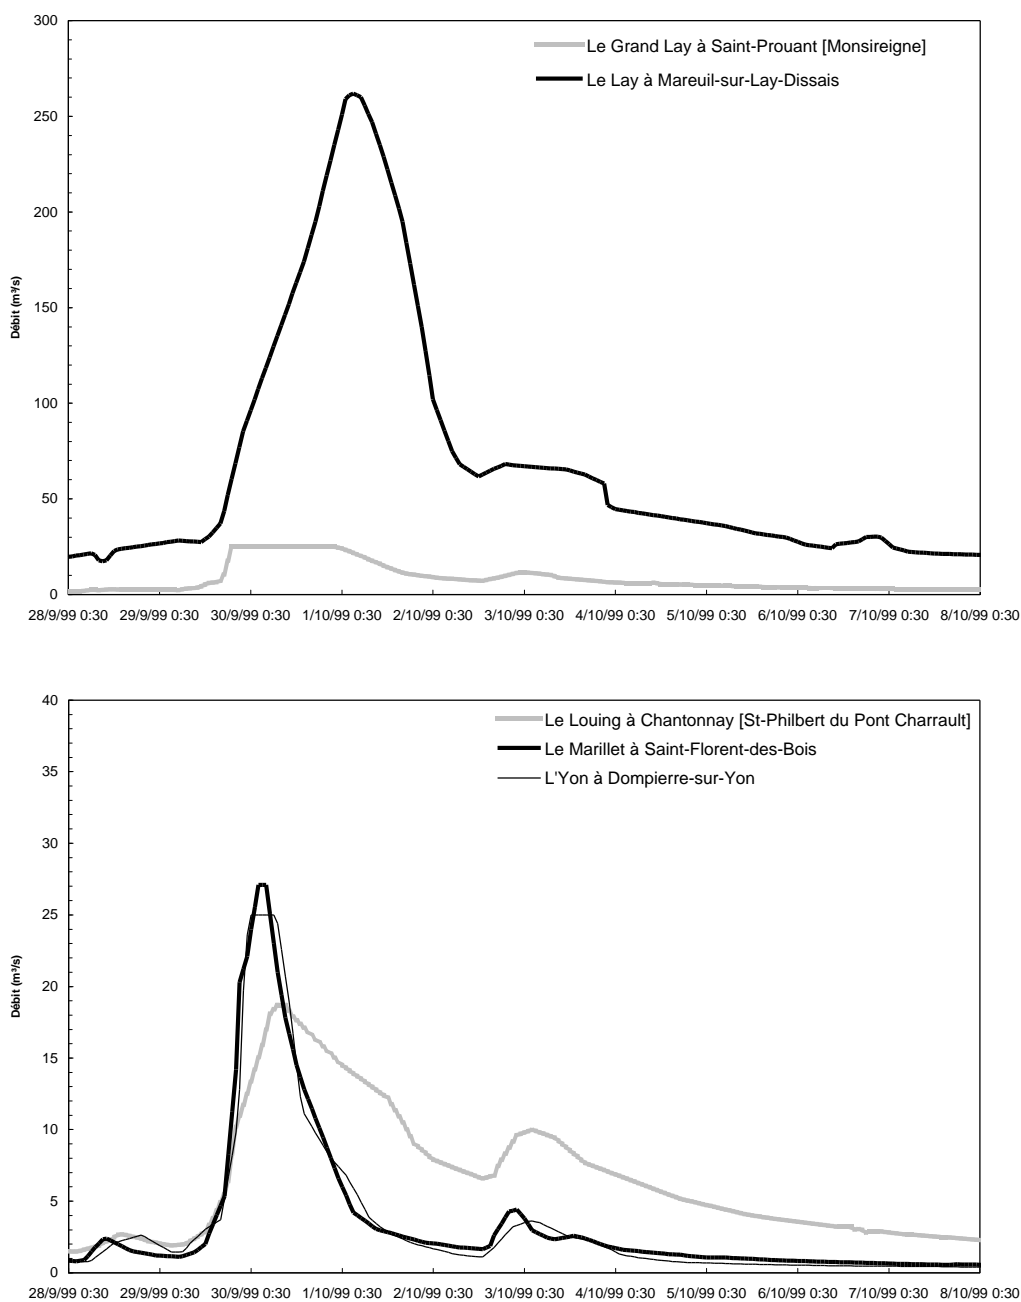 300
Le Grand Lay à Saint-Prouant [Monsireigne]
Le Lay à Mareuil-sur-Lay-Dissais
250
200
150
100
50
0
Débit (m³/s)
28/9/99 0:30 29/9/99 0:30 30/9/99 0:30 1/10/99 0:30 2/10/99 0:30 3/10/99 0:30 4/10/99 0:30 5/10/99 0:30 6/10/99 0:30 7/10/99 0:30 8/10/99 0:30
40
Le Louing à Chantonnay [St-Philbert du Pont Charrault]
Le Marillet à Saint-Florent-des-Bois
L'Yon à Dompierre-sur-Yon
35
30
25
20
15
10
5
0
Débit (m³/s)
28/9/99 0:30 29/9/99 0:30 30/9/99 0:30 1/10/99 0:30 2/10/99 0:30 3/10/99 0:30 4/10/99 0:30 5/10/99 0:30 6/10/99 0:30 7/10/99 0:30 8/10/99 0:30